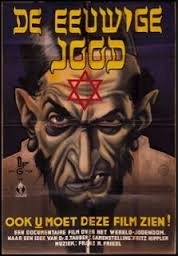 DE EEUWIGE
JOOD
OOK U MOET DEZE FILM ZIEN!
EEN DOCUMENTAIRE FILM OVER HET WERELD-JODENDOM.
NAAR EEN IDEE VAN DR. E. TAUBERT. SAMENSTELLING: FRITZ HIPPLER
MUZIEK: FRANZ R. FRIEDL